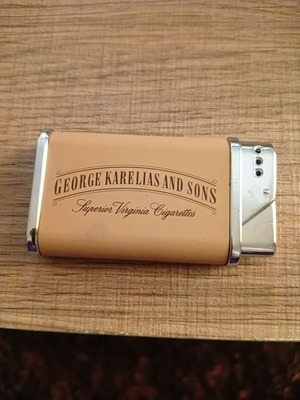 GEORGE KARELIAS AND SONS
Superior Virginia Cigarettes